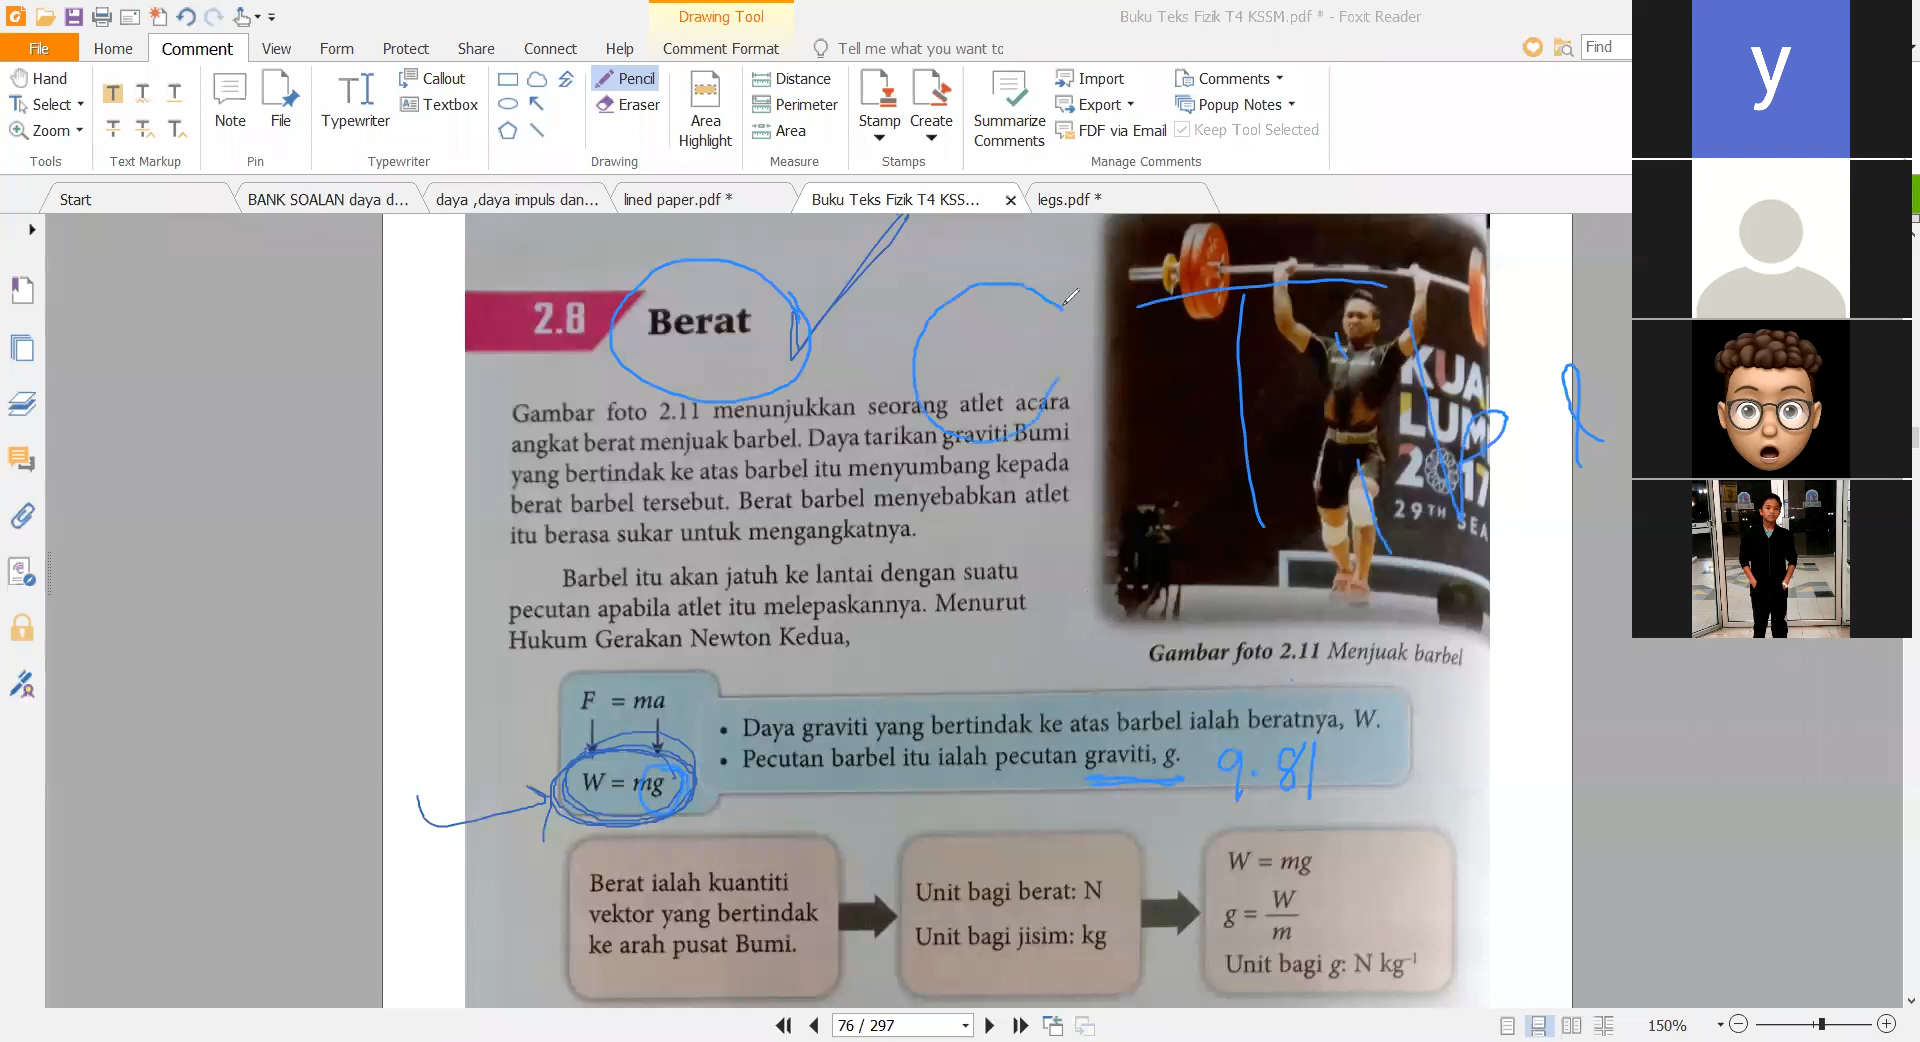 Drawing Tool
Buku Teks Fizik T4 KSSM.pdf * - Foxit Reader
File Home Comment View Form Protect Share Connect Help Comment Format Tell me what you want to
Find
Hand
Select
Zoom
Tools
Text Markup
Note
File
Pin
Typewriter
Callout
Textbox
Typewriter
Pencil
Eraser
Area Highlight
Drawing
Distance
Perimeter
Area
Measure
Stamp
Create
Stamps
Summarize Comments
Import
Export
FDF via Email
Comments
Popup Notes
Keep Tool Selected
Manage Comments
Start
BANK SOALAN daya d...
daya ,daya impuls dan...
lined paper.pdf *
Buku Teks Fizik T4 KSS...
legs.pdf *
y
2.8 Berat
Gambar foto 2.11 menunjukkan seorang atlet acara
angkat berat menjuak barbel. Daya tarikan graviti Bumi
yang bertindak ke atas barbel itu menyumbang kepada
berat barbel tersebut. Berat barbel menyebabkan atlet
itu berasa sukar untuk mengangkatnya.
Barbel itu akan jatuh ke lantai dengan suatu
pecutan apabila atlet itu melepaskannya. Menurut
Hukum Gerakan Newton Kedua,
KUA
LUM
2017
29TH SEA
Gambar foto 2.11 Menjuak barbel
F = ma
W = mg
• Daya graviti yang bertindak ke atas barbel ialah beratnya, W.
• Pecutan barbel itu ialah pecutan graviti, g.
9.81
Berat ialah kuantiti
vektor yang bertindak
ke arah pusat Bumi.
Unit bagi berat: N
Unit bagi jisim: kg
W = mg
g = W/m
Unit bagi g: N kg⁻¹
76 / 297
150%